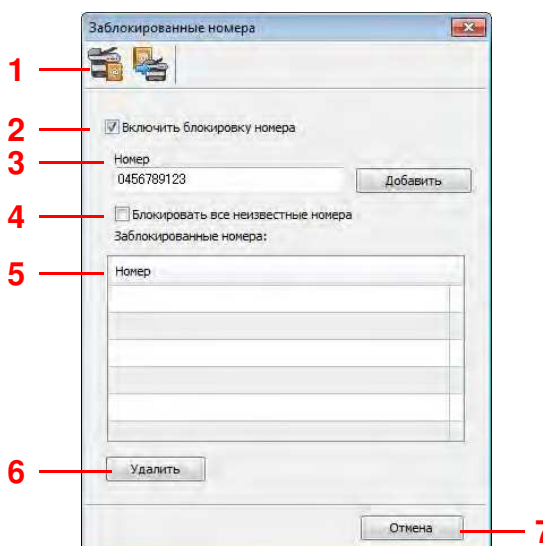 Заблокированные номера
1
2 Включить блокировку номера
3 Номер
0456789123 Добавить
4 Блокировать все неизвестные номера
Заблокированные номера:
5 Номер
6 Удалить
Отмена 7